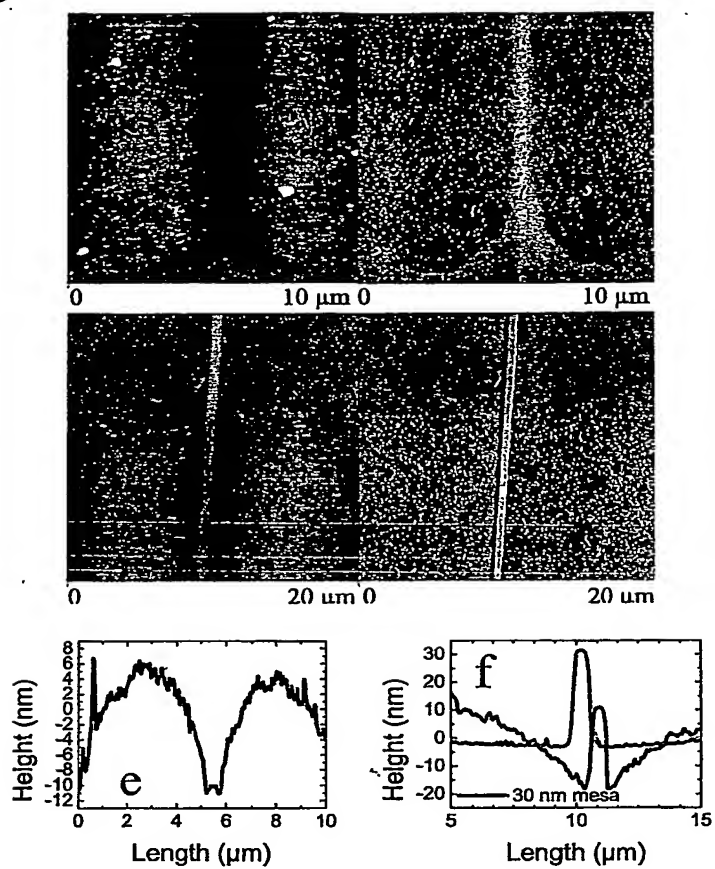 0 10 μm 0 10 μm
0 20 μm 0 20 μm
8
6
4
2
0
-2
-4
-6
-8
-10
-12
Height (nm)
e
0 2 4 6 8 10
Length (μm)
30
20
10
0
-10
-20
Height (nm)
f
30 nm mesa
5 10 15
Length (μm)